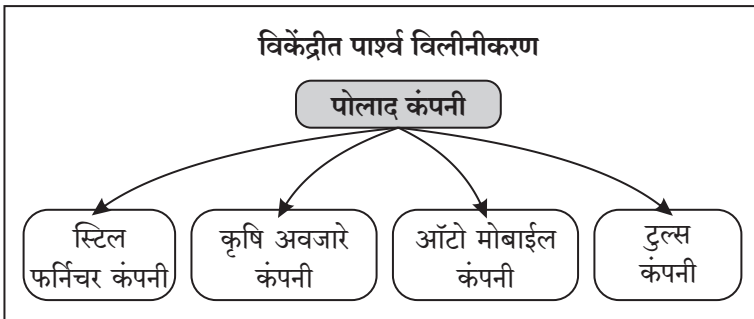 विकेंद्रीत पार्श्व विलीनीकरण
पोलाद कंपनी
स्टिल
फर्निचर कंपनी
कृषि अवजारे
कंपनी
ऑटो मोबाईल
कंपनी
टुल्स
कंपनी